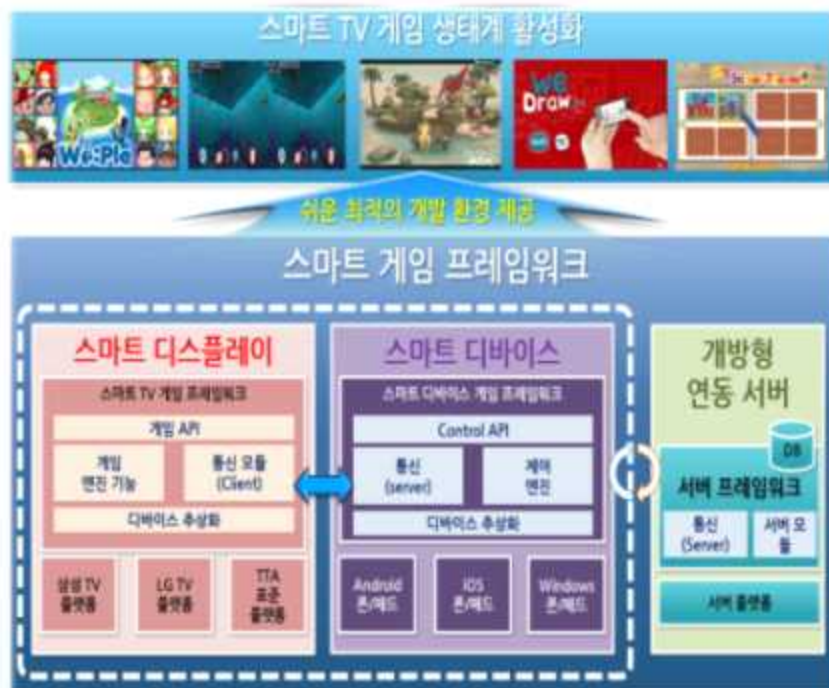 스마트 TV 게임 생태계 활성화
We:Ple
We
Draw
쉬운 최적의 개발 환경 제공
스마트 게임 프레임워크
스마트 디스플레이
스마트 TV 게임 프레임워크
게임 API
게임
엔진 기능
통신 모듈
(Client)
디바이스 추상화
삼성 TV
플랫폼
LG TV
플랫폼
TTA
표준
플랫폼
스마트 디바이스
스마트 디바이스 게임 프레임워크
Control API
통신
(server)
제어
엔진
디바이스 추상화
Android
폰/패드
iOS
폰/패드
Windows
폰/패드
개방형
연동 서버
DB
서버 프레임워크
통신
(Server)
서버 모
듈
서버 플랫폼